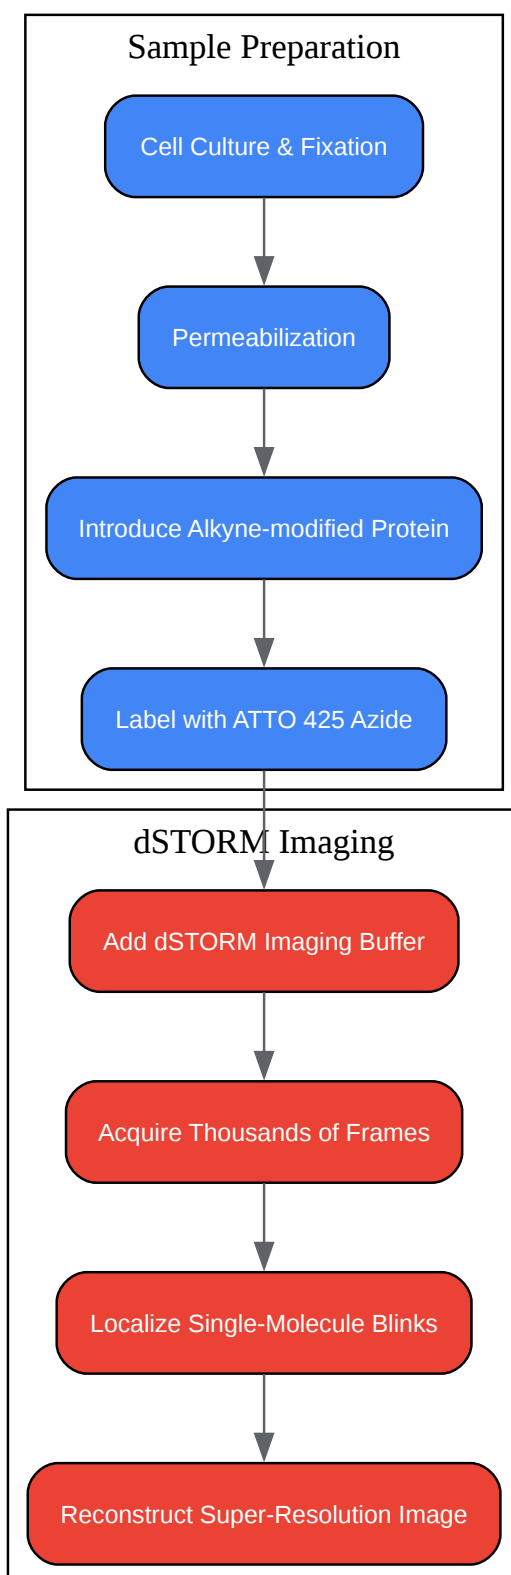 Sample Preparation
Cell Culture & Fixation
Permeabilization
Introduce Alkyne-modified Protein
Label with ATTO 425 Azide
dSTORM Imaging
Add dSTORM Imaging Buffer
Acquire Thousands of Frames
Localize Single-Molecule Blinks
Reconstruct Super-Resolution Image